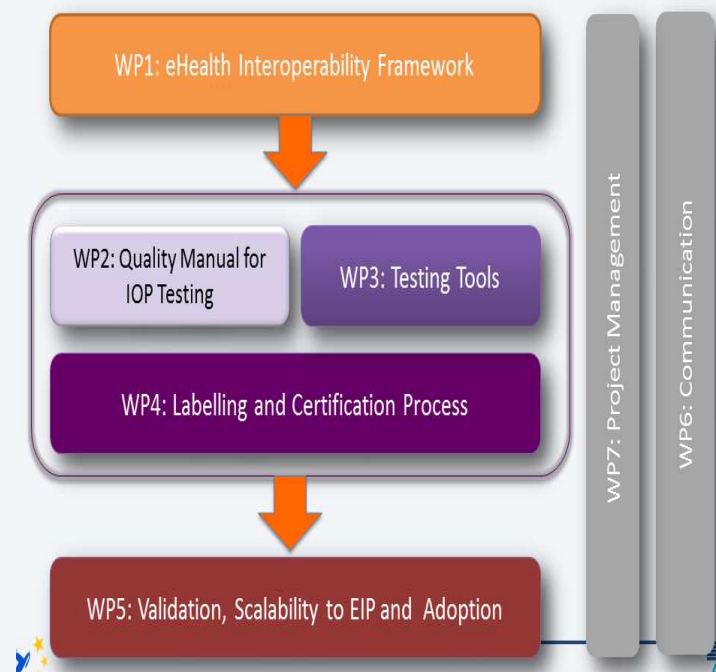 WP1: eHealth Interoperability Framework
WP2: Quality Manual for
IOP Testing
WP3: Testing Tools
WP4: Labelling and Certification Process
WP5: Validation, Scalability to EIP and Adoption
WP7: Project Management
WP6: Communication